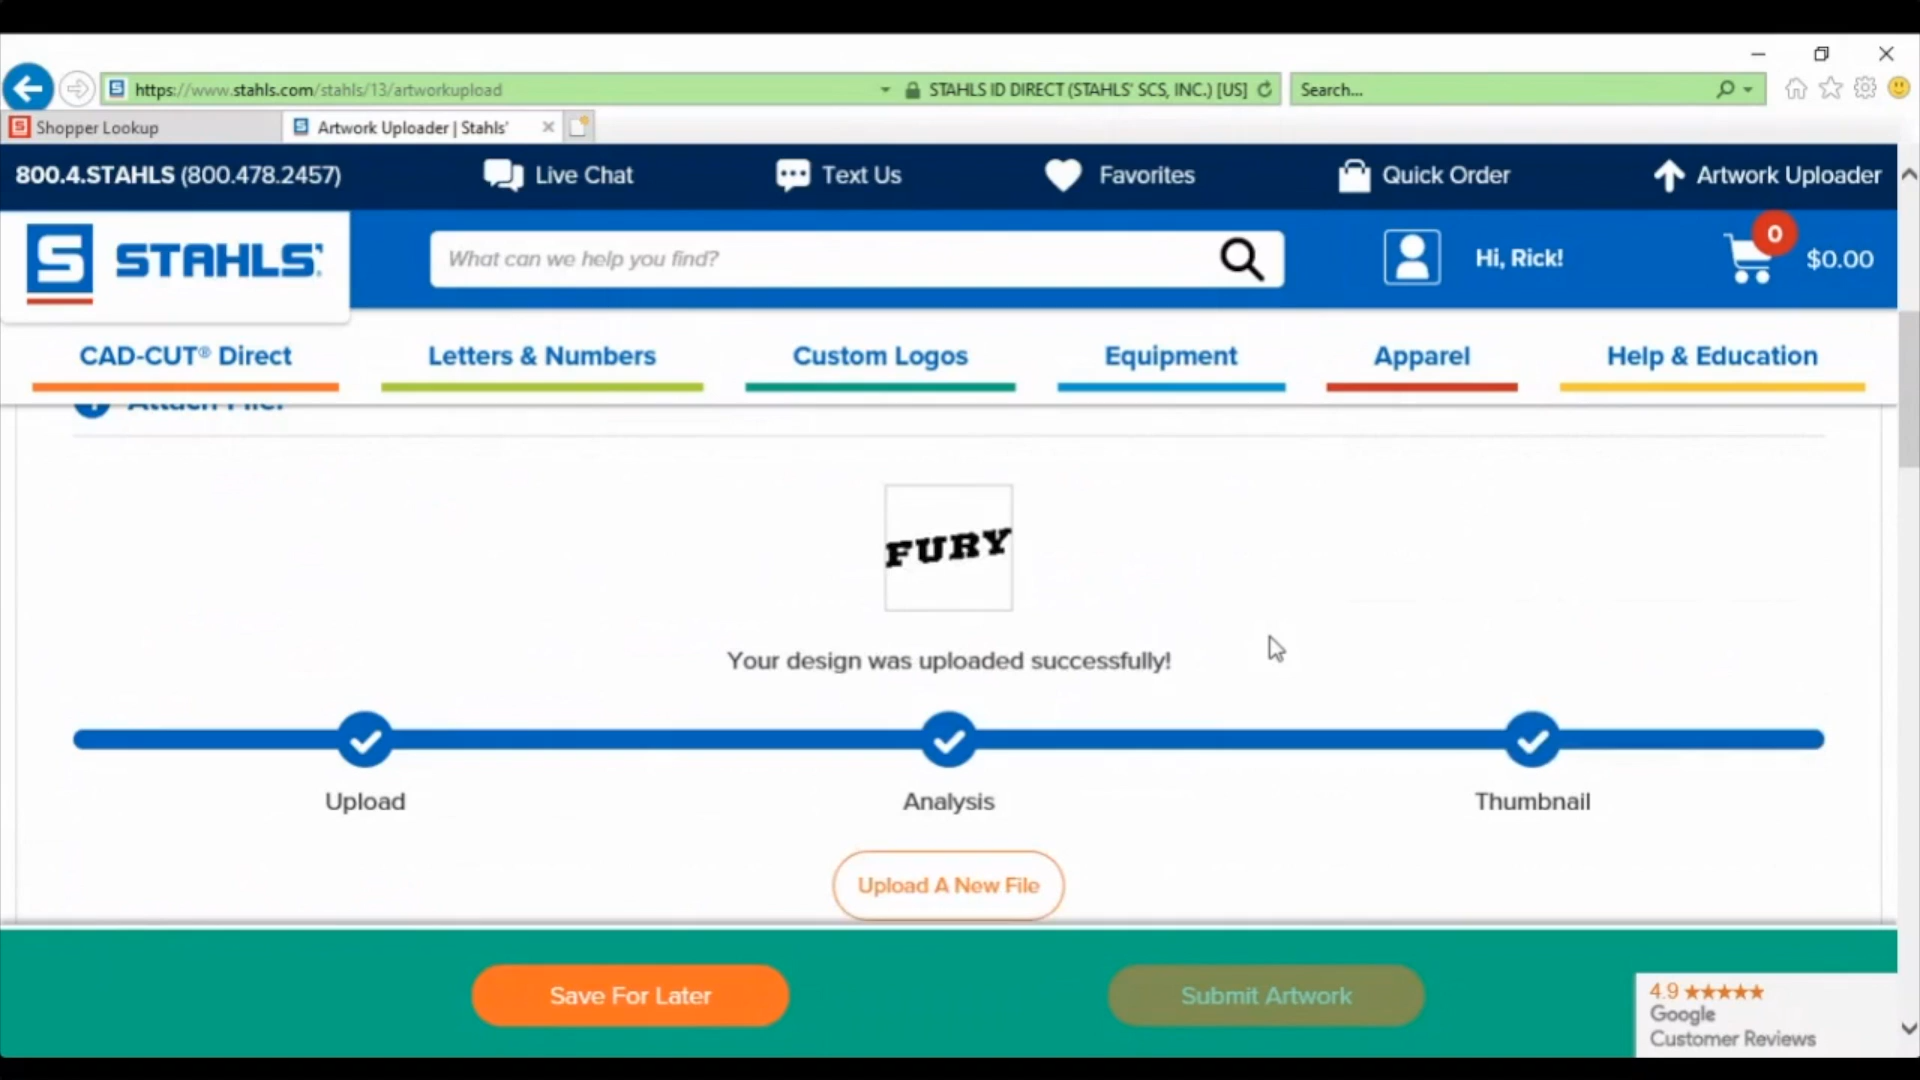 https://www.stahls.com/stahls/13/artworkupload
STAHLS ID DIRECT (STAHLS' SCS, INC.) [US]
Search...
Shopper Lookup
Artwork Uploader | Stahls'
800.4.STAHLS (800.478.2457)
Live Chat
Text Us
Favorites
Quick Order
Artwork Uploader
S STAHLS'
What can we help you find?
Hi, Rick!
0
$0.00
CAD-CUT® Direct
Letters & Numbers
Custom Logos
Equipment
Apparel
Help & Education
Attach File:
FURY
Your design was uploaded successfully!
Upload
Analysis
Thumbnail
Upload A New File
Save For Later
Submit Artwork
4.9 ★★★★★
Google
Customer Reviews